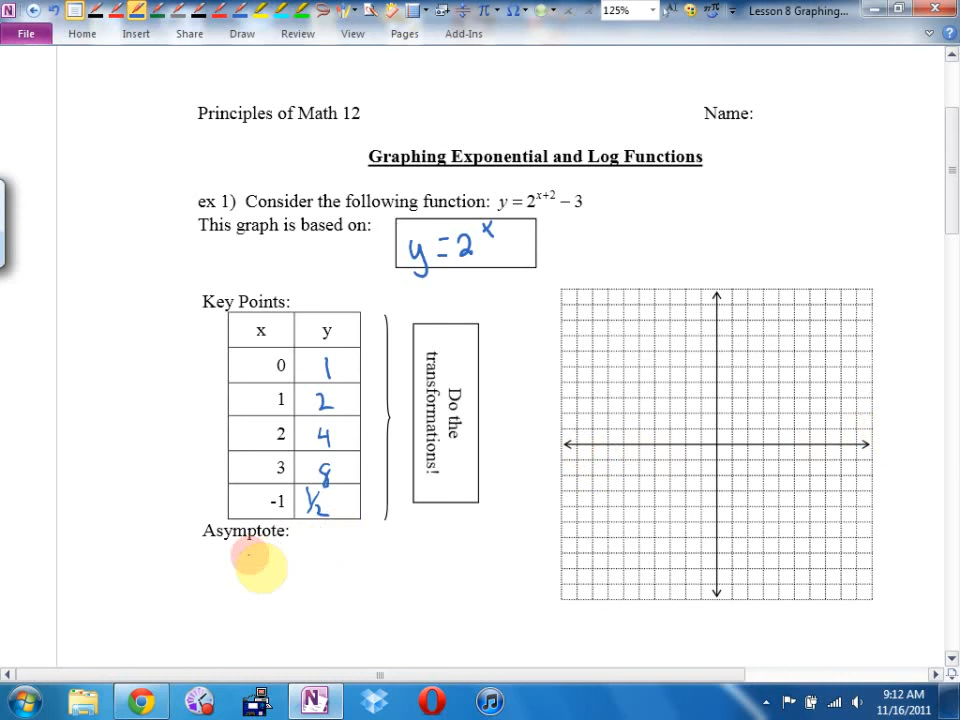 125%
Lesson 8 Graphing...
File Home Insert Share Draw Review View Pages Add-Ins
Principles of Math 12 Name:
Graphing Exponential and Log Functions
ex 1) Consider the following function: y = 2^{x+2} − 3
This graph is based on:
y = 2^x
Key Points:
x y
0 1
1 2
2 4
3 8
-1 1/2
Do the
transformations!
Asymptote:
9:12 AM
11/16/2011